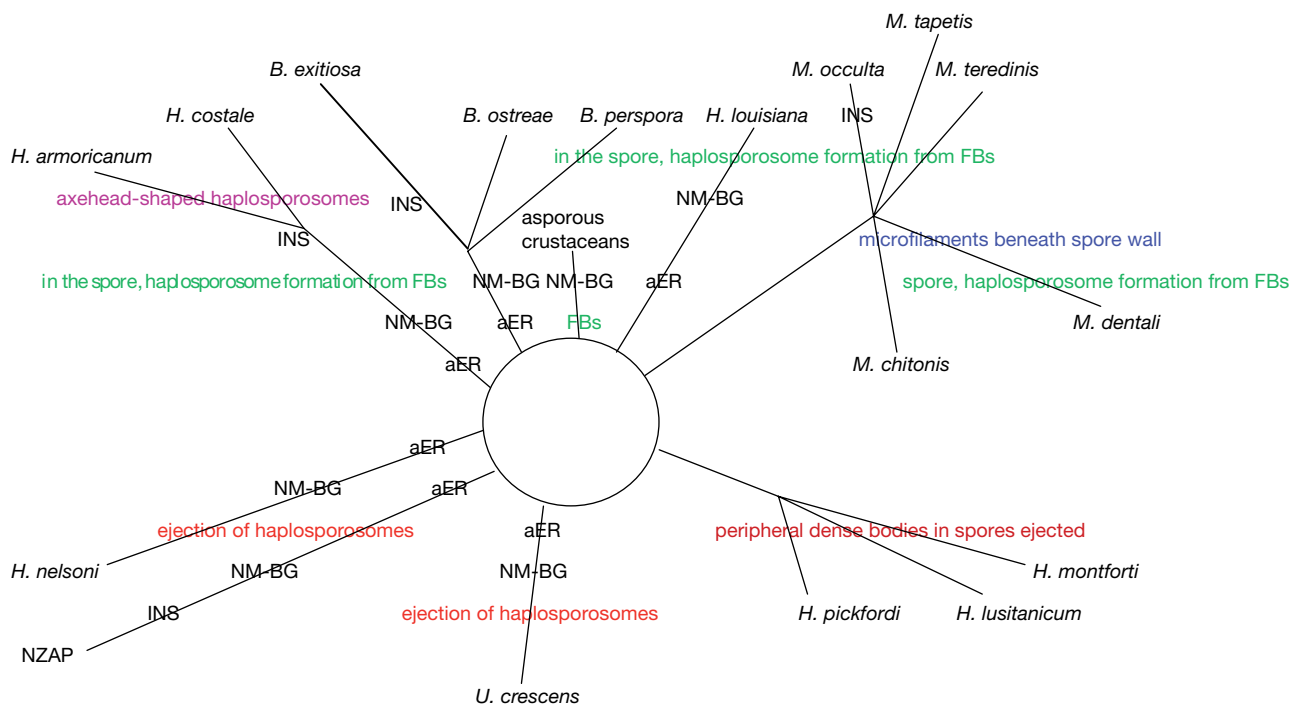 M. tapetis
B. exitiosa
M. occulta
M. teredinis
H. costale
B. ostreae
B. perspora
H. louisiana
INS
H. armoricanum
in the spore, haplosporosome formation from FBs
axehead-shaped haplosporosomes
INS
NM-BG
asporous
crustaceans
INS
microfilaments beneath spore wall
in the spore, haplosporosome formation from FBs
NM-BG
NM-BG
aER
spore, haplosporosome formation from FBs
NM-BG
aER
FBs
M. dentali
aER
M. chitonis
aER
NM-BG
aER
ejection of haplosporosomes
aER
peripheral dense bodies in spores ejected
H. nelsoni
NM-BG
NM-BG
H. montforti
INS
ejection of haplosporosomes
H. pickfordi
H. lusitanicum
NZAP
U. crescens